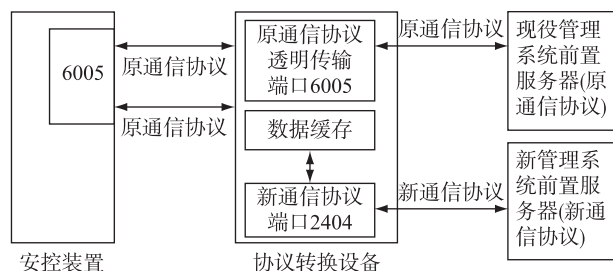 6005
原通信协议
原通信协议
原通信协议
透明传输
端口6005
数据缓存
新通信协议
端口2404
原通信协议
新通信协议
现役管理
系统前置
服务器(原
通信协议)
新管理系
统前置服
务器(新通
信协议)
安控装置
协议转换设备